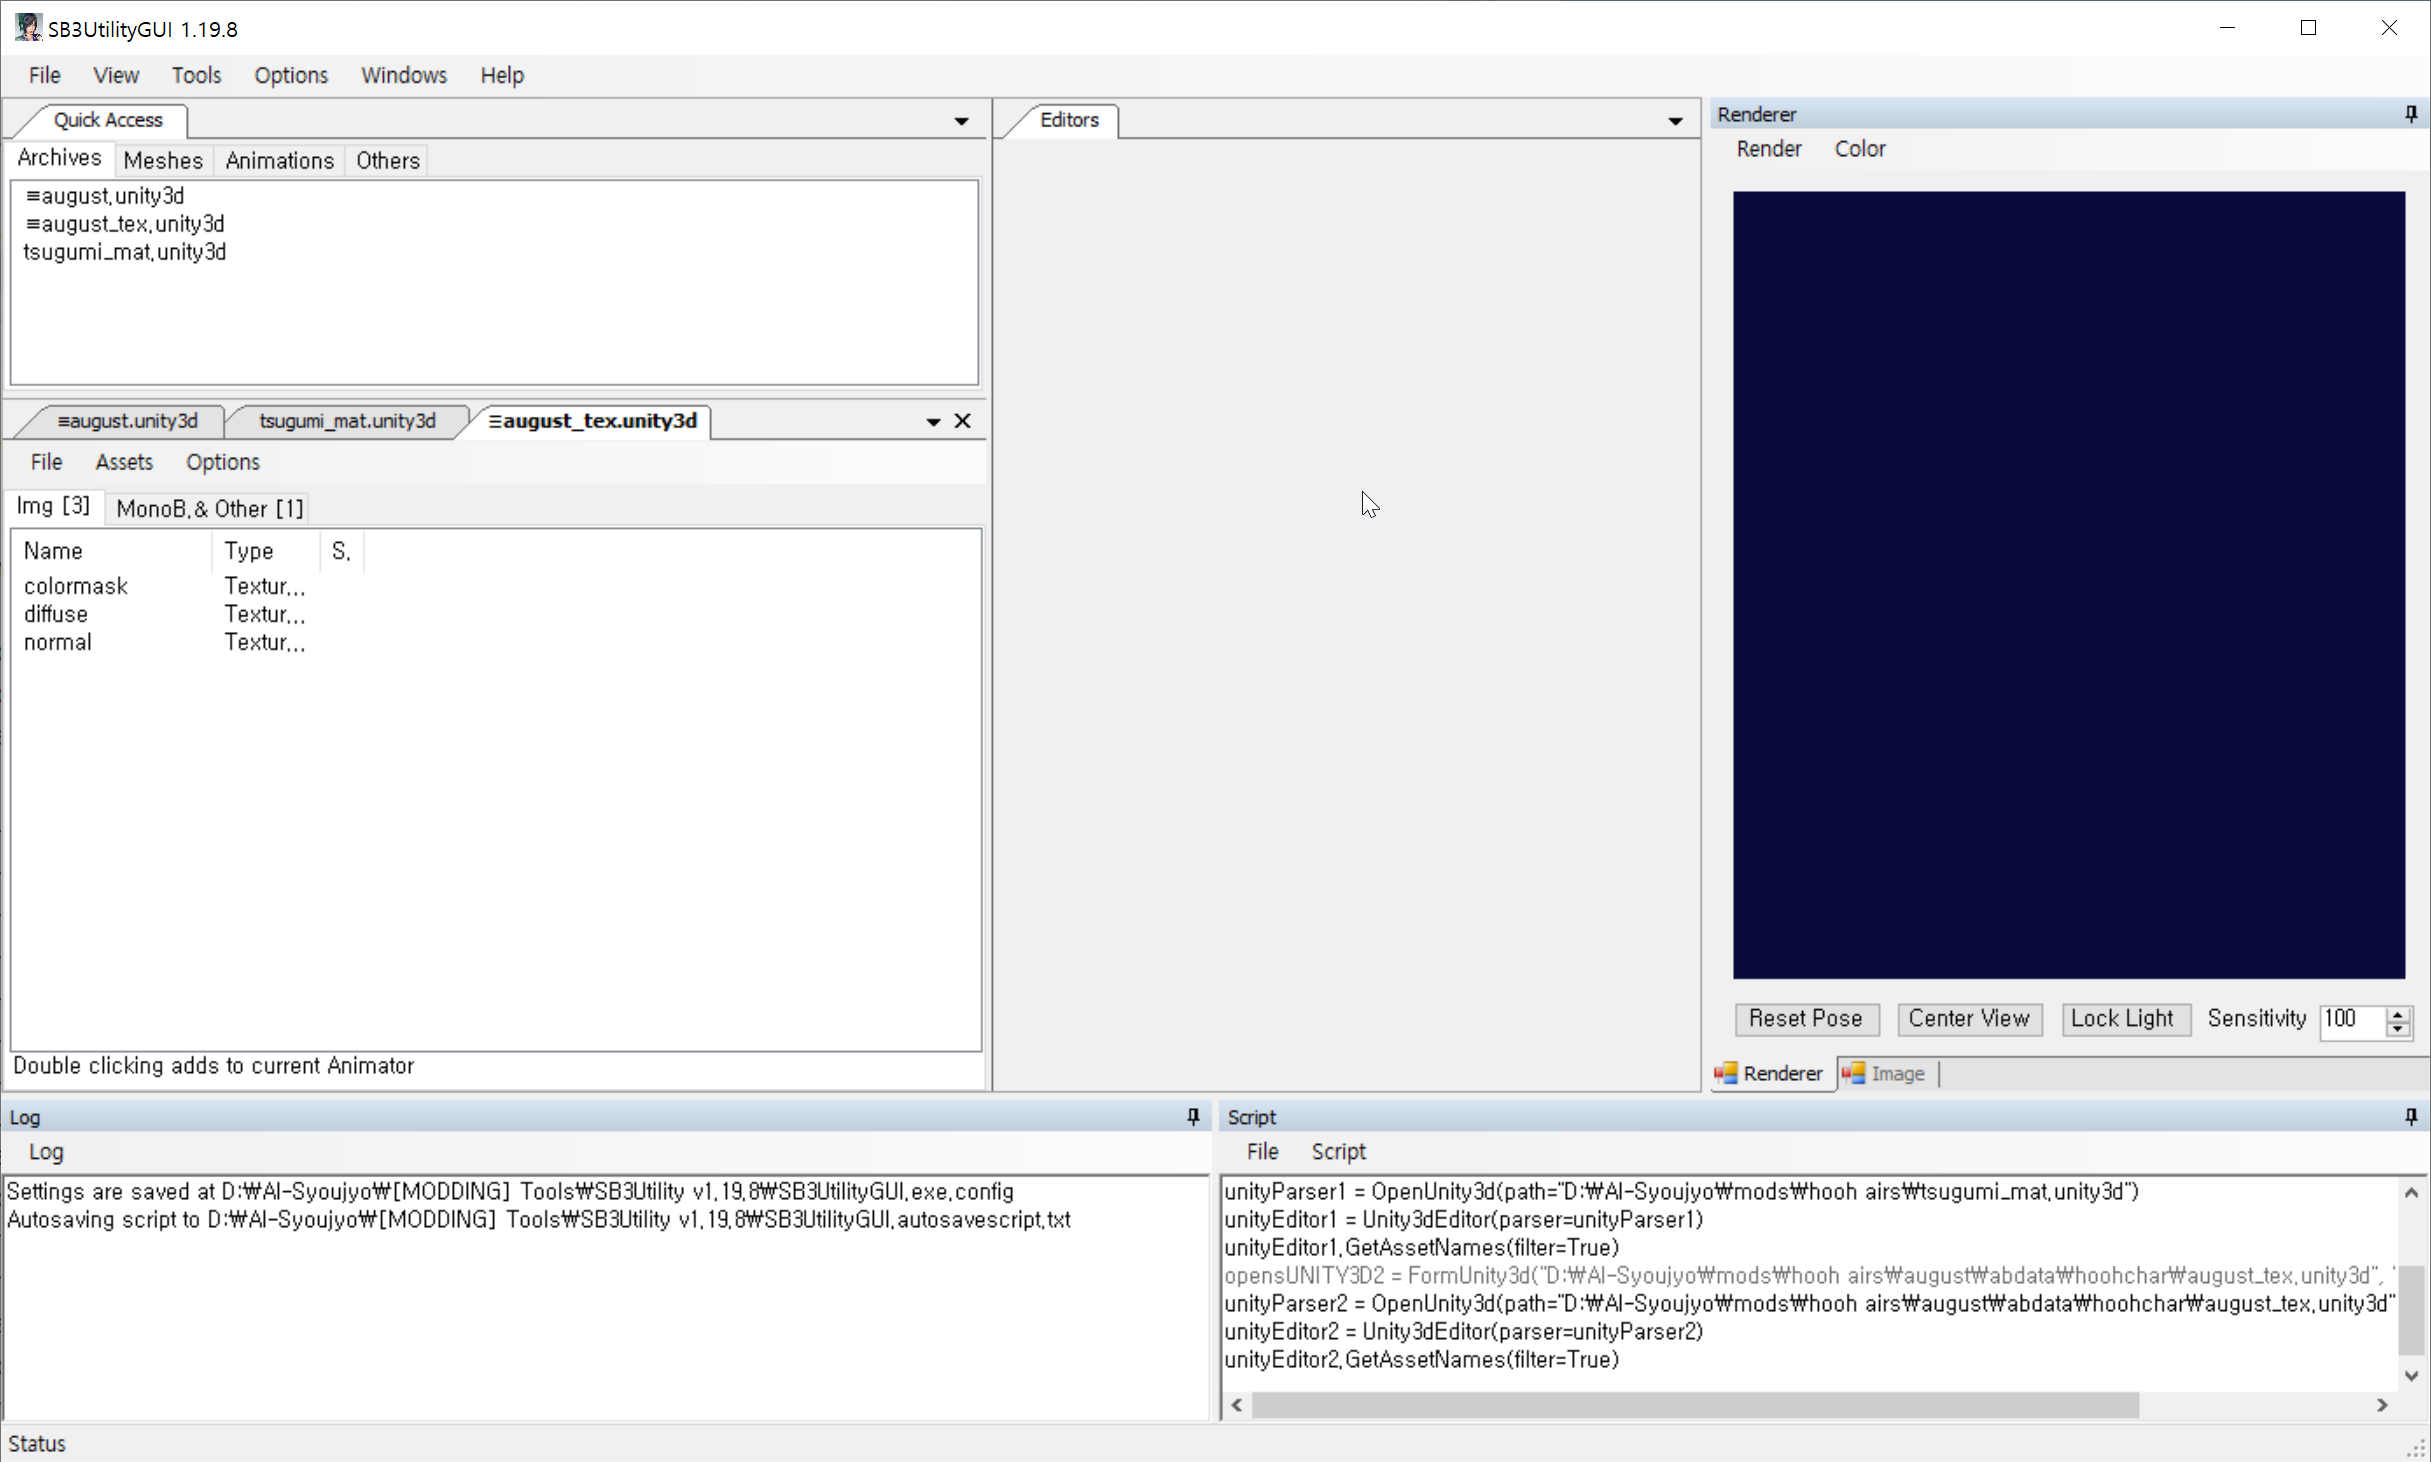 SB3UtilityGUI 1.19.8
File View Tools Options Windows Help
Quick Access
Archives Meshes Animations Others
≡august.unity3d
≡august_tex.unity3d
tsugumi_mat.unity3d
≡august.unity3d tsugumi_mat.unity3d ≡august_tex.unity3d
File Assets Options
Img [3] MonoB.& Other [1]
Name Type S.
colormask Textur...
diffuse Textur...
normal Textur...
Double clicking adds to current Animator
Editors
Renderer
Render Color
Reset Pose Center View Lock Light Sensitivity 100
Renderer Image
Log
Log
Settings are saved at D:₩AI-Syoujyo₩[MODDING] Tools₩SB3Utility v1.19.8₩SB3UtilityGUI.exe.config
Autosaving script to D:₩AI-Syoujyo₩[MODDING] Tools₩SB3Utility v1.19.8₩SB3UtilityGUI.autosavescript.txt
Script
File Script
unityParser1 = OpenUnity3d(path="D:₩AI-Syoujyo₩mods₩hooh airs₩tsugumi_mat.unity3d")
unityEditor1 = Unity3dEditor(parser=unityParser1)
unityEditor1.GetAssetNames(filter=True)
opensUNITY3D2 = FormUnity3d("D:₩AI-Syoujyo₩mods₩hooh airs₩august₩abdata₩hoohchar₩august_tex.unity3d", "
unityParser2 = OpenUnity3d(path="D:₩AI-Syoujyo₩mods₩hooh airs₩august₩abdata₩hoohchar₩august_tex.unity3d"
unityEditor2 = Unity3dEditor(parser=unityParser2)
unityEditor2.GetAssetNames(filter=True)
Status